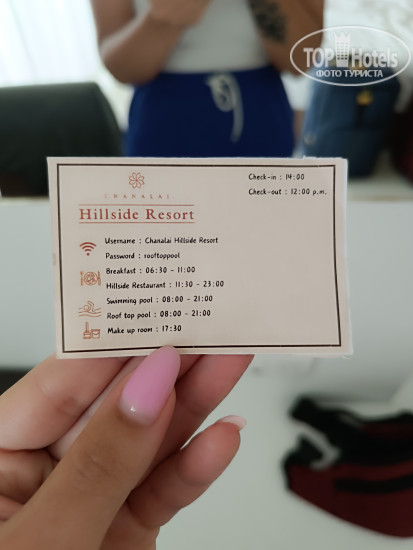 TOP Hotels
ФОТО ТУРИСТА
Check-in : 14:00
Check-out : 12:00 p.m.
CHANALAI
Hillside Resort
Username : Chanalai Hillside Resort
Password : rooftoppool
Breakfast : 06:30 - 11:00
Hillside Restaurant : 11:30 - 23:00
Swimming pool : 08:00 - 21:00
Roof top pool : 08:00 - 21:00
Make up room : 17:30